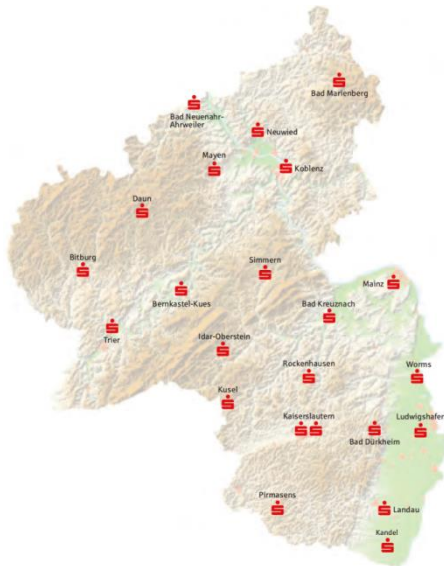 Bad Marienberg
Bad Neuenahr-
Ahrweiler
Neuwied
Mayen
Koblenz
Daun
Bitburg
Simmern
Mainz
Bernkastel-Kues
Bad Kreuznach
Trier
Idar-Oberstein
Rockenhausen
Worms
Kusel
Kaiserslautern
Ludwigshafen
Bad Dürkheim
Pirmasens
Landau
Kandel